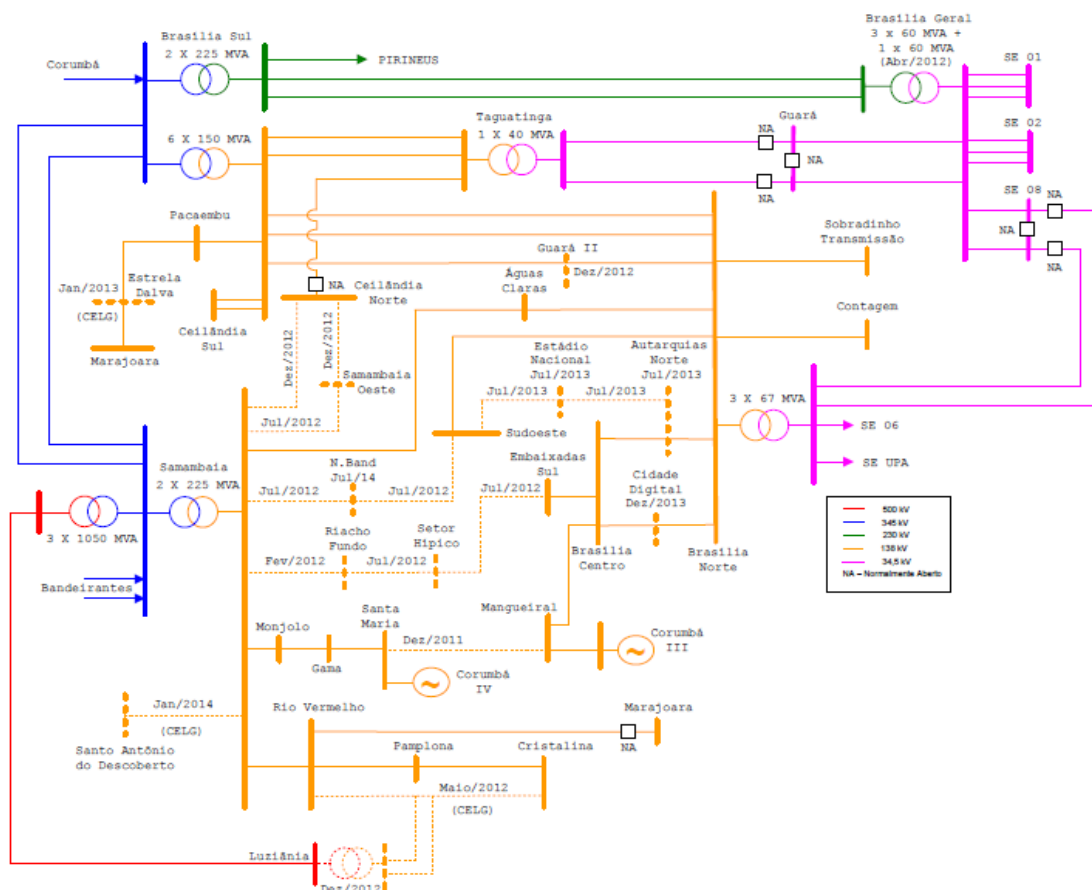 Brasília Geral
3 x 60 MVA +
1 x 60 MVA
(Abr/2012)
Brasília Sul
2 X 225 MVA
SE 01
Corumbá
PIRINEUS
Taguatinga
1 X 40 MVA
NA
Guará
SE 02
6 X 150 MVA
NA
NA
SE 08
NA
NA
NA
Pacaembu
Sobradinho
Transmissão
Guará II
Dez/2012
Jan/2013
Estrela
Dalva
(CELG)
NA
Ceilândia
Norte
Águas
Claras
Contagem
Ceilândia
Sul
Marajoara
Dez/2012
Dez/2012
Estádio
Nacional
Jul/2013
Autarquias
Norte
Jul/2013
Samambaia
Oeste
Jul/2013
Jul/2013
3 X 67 MVA
Jul/2012
Sudoeste
SE 06
Samambaia
2 X 225 MVA
N.Band
Jul/14
Embaixadas
Sul
Cidade
Digital
Dez/2013
SE UPA
Jul/2012
Jul/2012
Jul/2012
3 X 1050 MVA
Riacho
Fundo
Setor
Hípico
500 kV
345 kV
230 kV
138 kV
34,5 kV
NA – Normalmente Aberto
Fev/2012
Jul/2012
Brasília
Centro
Brasília
Norte
Bandeirantes
Monjolo
Santa
Maria
Mangueiral
Dez/2011
Corumbá
III
Gama
Corumbá
IV
Jan/2014
(CELG)
Rio Vermelho
Marajoara
Santo Antônio
do Descoberto
Pamplona
Cristalina
NA
Maio/2012
(CELG)
Luziânia
Dez/2012